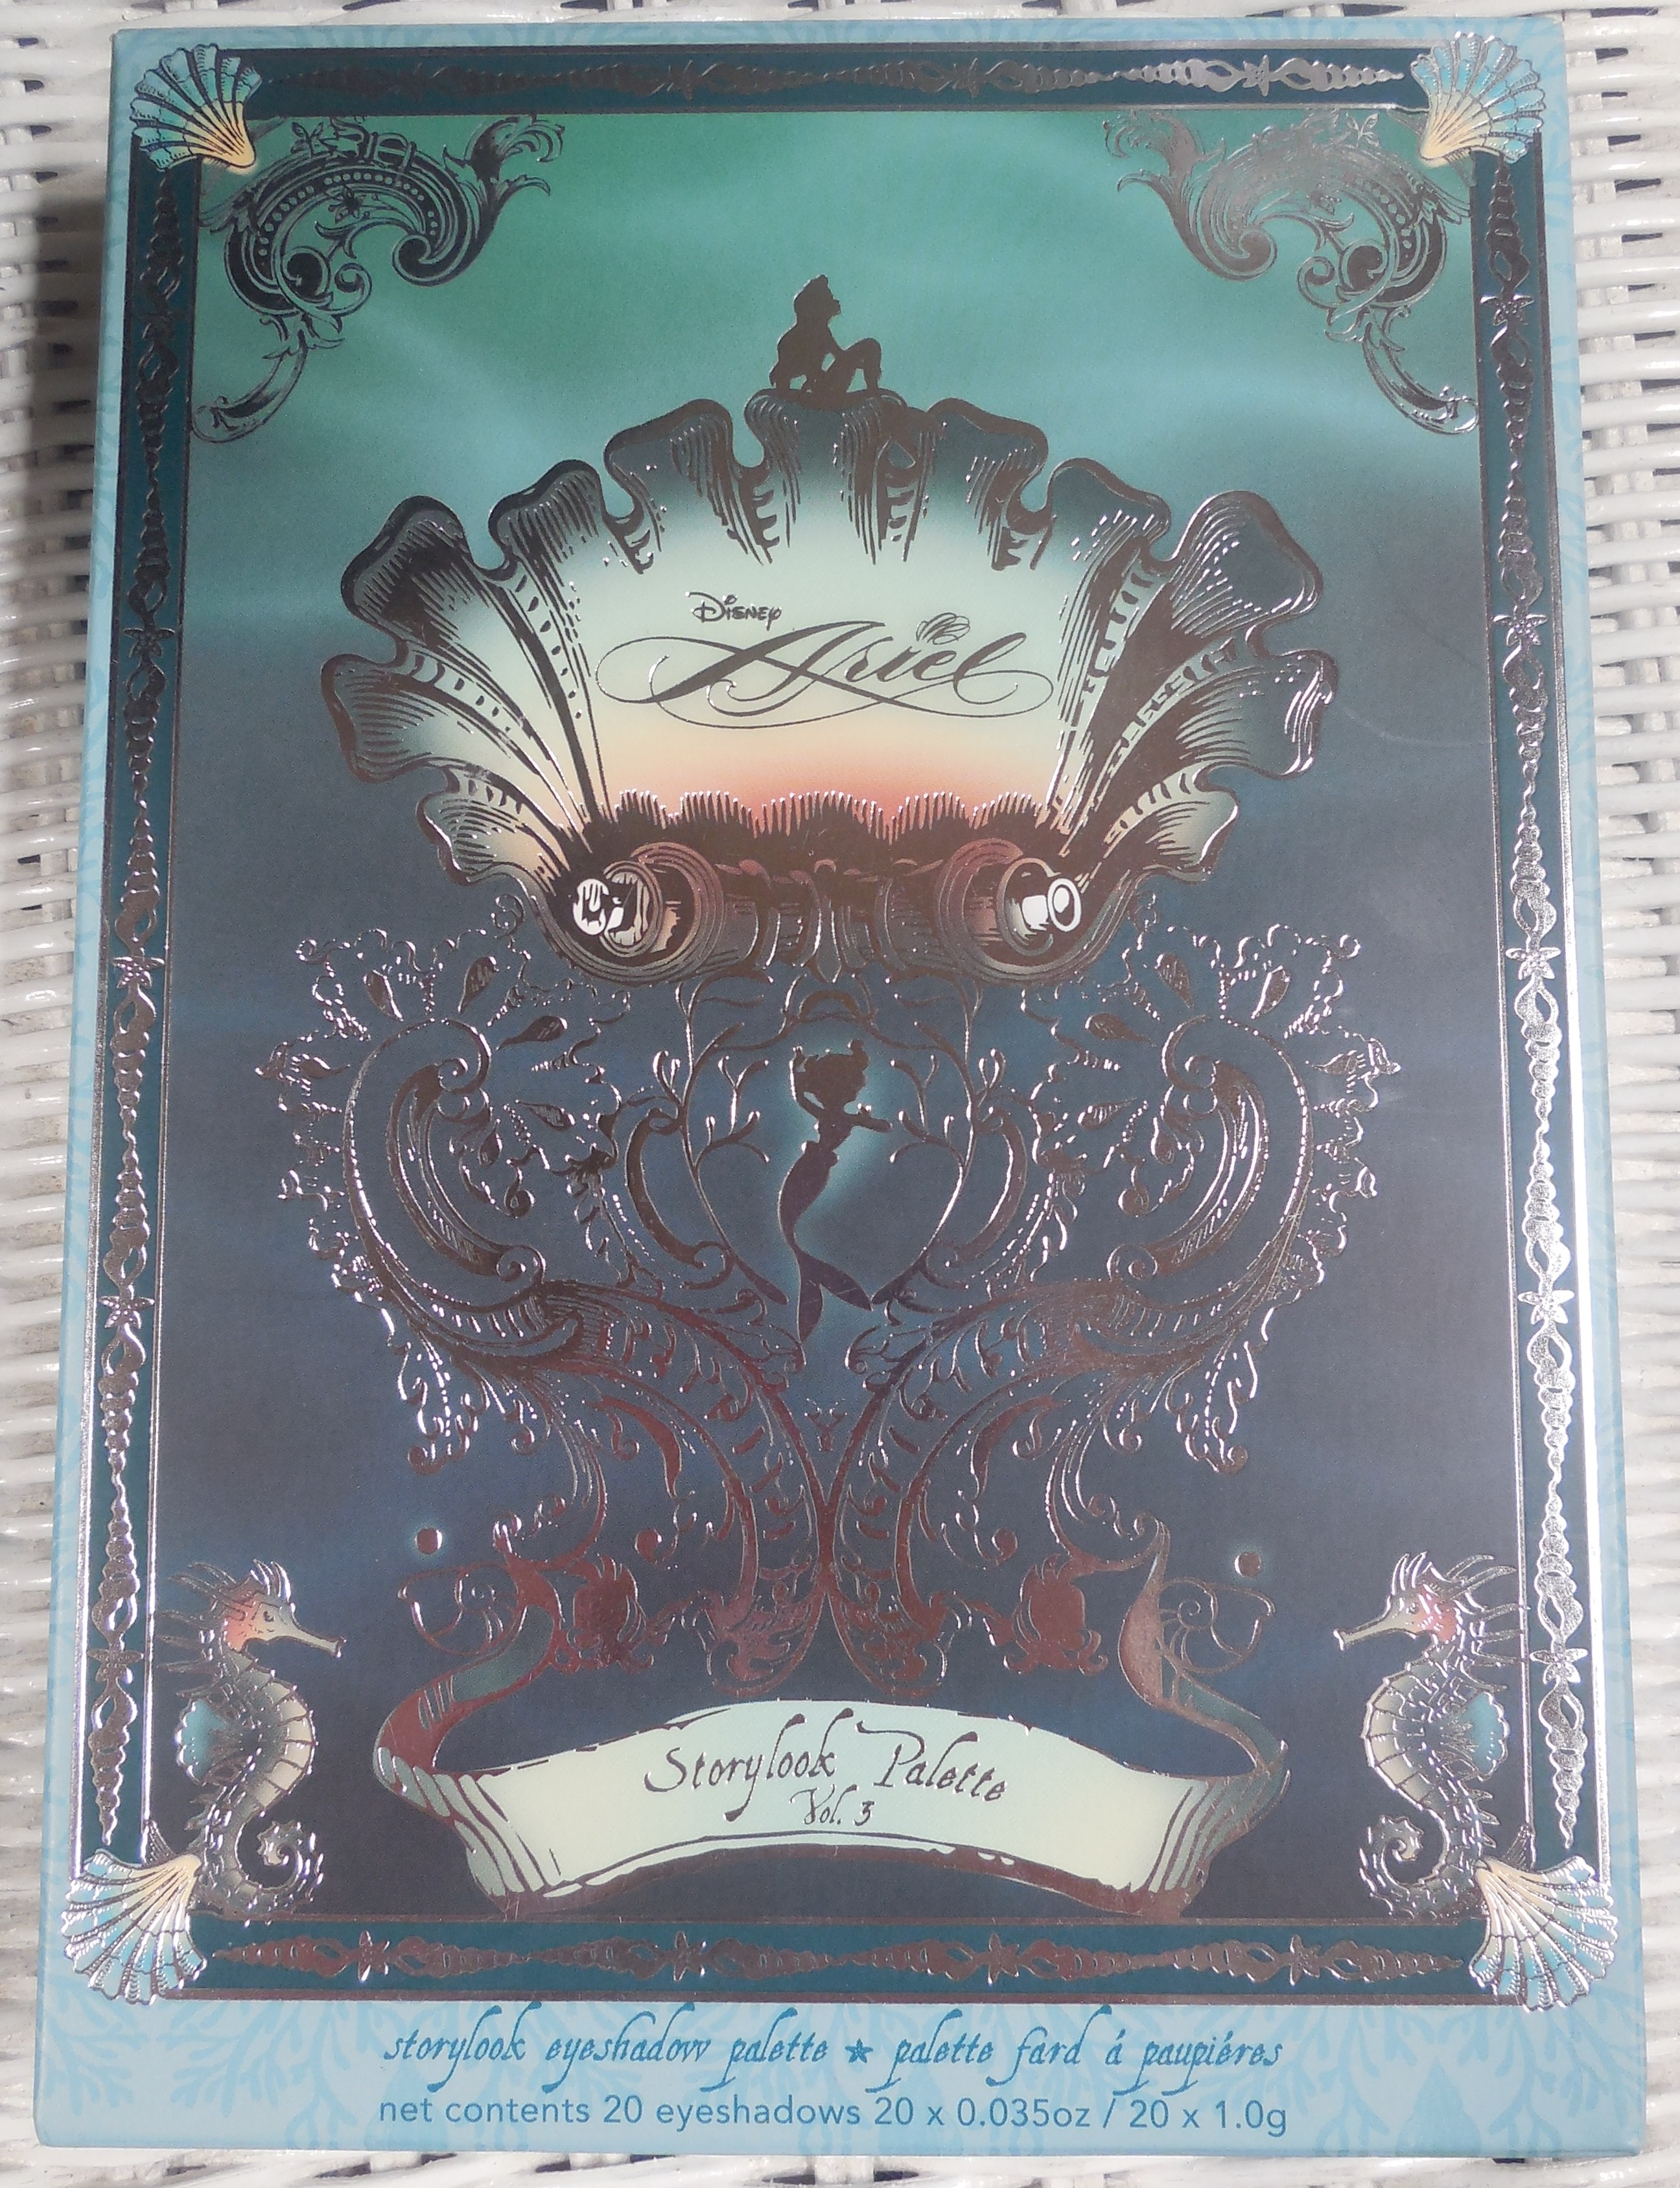 Disney
Ariel
Storylook Palette
Vol. 3
storylook eyeshadow palette ★ palette fard á paupiéres
net contents 20 eyeshadows 20 x 0.035oz / 20 x 1.0g